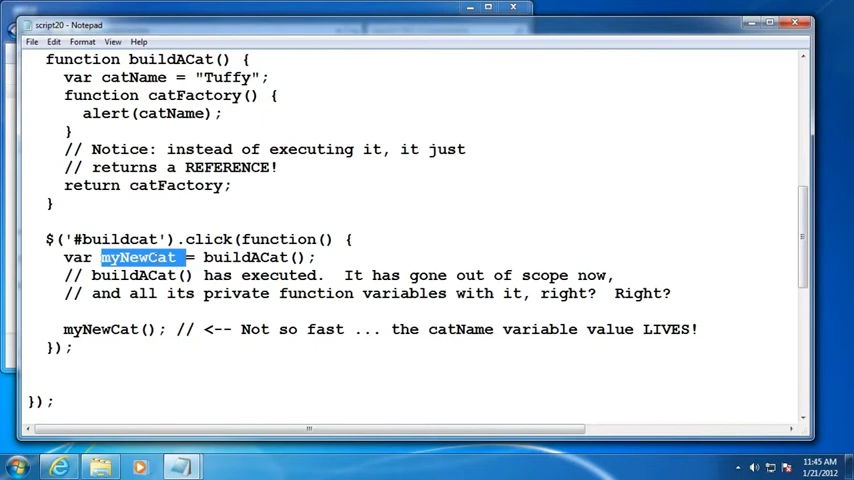 script20 - Notepad
File Edit Format View Help
function buildACat() {
var catName = "Tuffy";
function catFactory() {
alert(catName);
}
// Notice: instead of executing it, it just
// returns a REFERENCE!
return catFactory;
}
$('#buildcat').click(function() {
var myNewCat = buildACat();
// buildACat() has executed.  It has gone out of scope now,
// and all its private function variables with it, right?  Right?
myNewCat(); // <-- Not so fast ... the catName variable value LIVES!
});
});
11:45 AM
1/21/2012